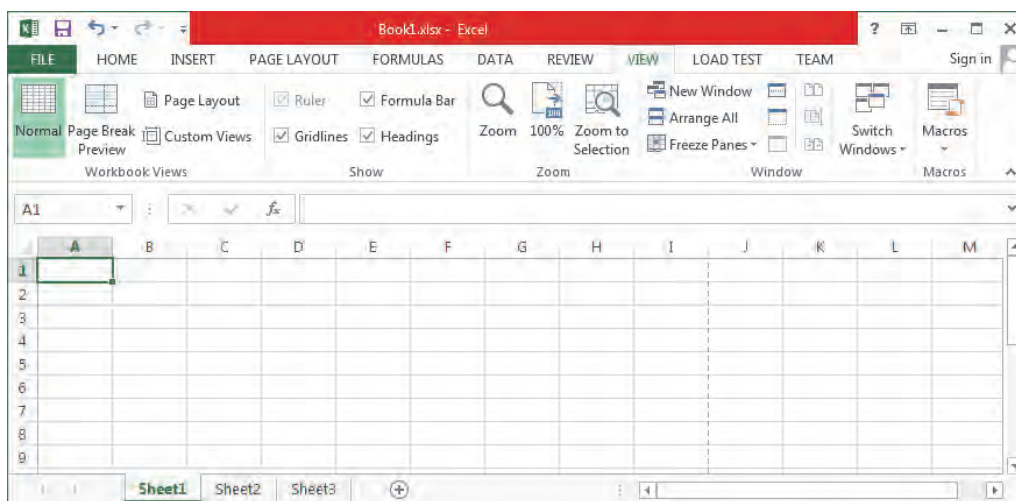 Book1.xlsx - Excel ?
FILE HOME INSERT PAGE LAYOUT FORMULAS DATA REVIEW VIEW LOAD TEST TEAM Sign in
Normal Page Break Preview Page Layout Custom Views
Workbook Views
Ruler Formula Bar
Gridlines Headings
Show
Zoom 100% Zoom to Selection
Zoom
New Window
Arrange All
Freeze Panes
Switch Windows
Window
Macros
Macros
A1 fx
A B C D E F G H I J K L M
1
2
3
4
5
6
7
8
9
Sheet1 Sheet2 Sheet3